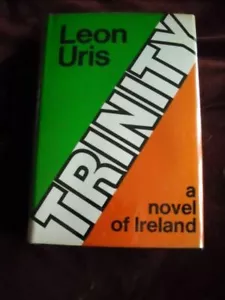 Leon
Uris
TRINITY
a
novel
of Ireland